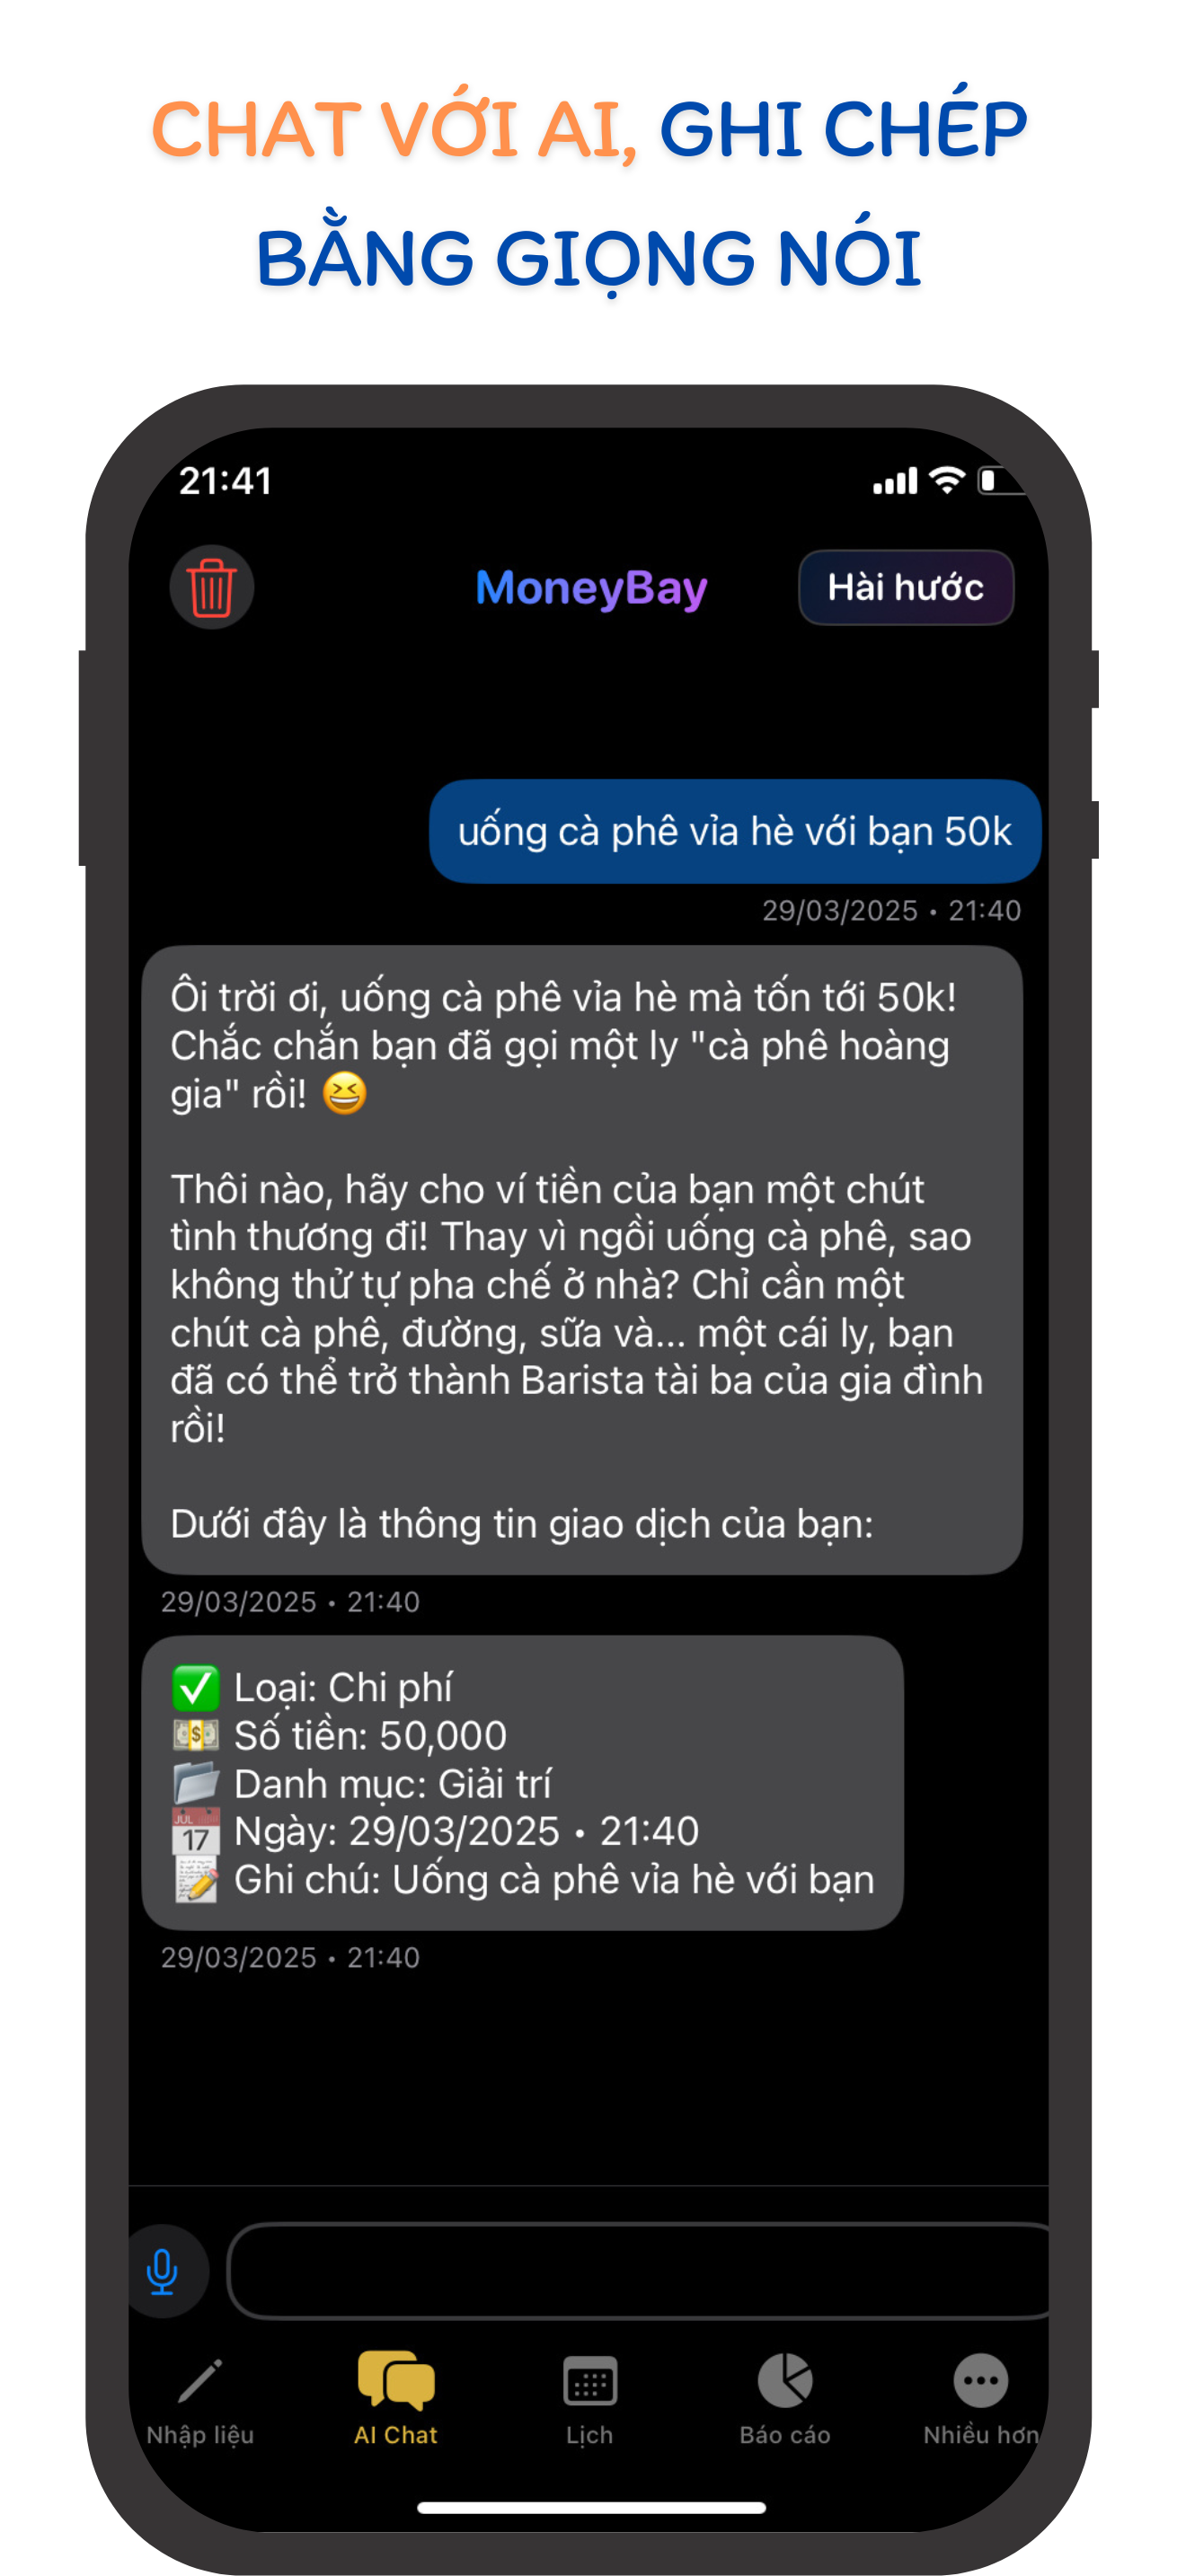 CHAT VỚI AI, GHI CHÉP
BẰNG GIỌNG NÓI
21:41
MoneyBay
Hài hước
uống cà phê vỉa hè với bạn 50k
29/03/2025 • 21:40
Ôi trời ơi, uống cà phê vỉa hè mà tốn tới 50k!
Chắc chắn bạn đã gọi một ly "cà phê hoàng
gia" rồi! 😆
Thôi nào, hãy cho ví tiền của bạn một chút
tình thương đi! Thay vì ngồi uống cà phê, sao
không thử tự pha chế ở nhà? Chỉ cần một
chút cà phê, đường, sữa và... một cái ly, bạn
đã có thể trở thành Barista tài ba của gia đình
rồi!
Dưới đây là thông tin giao dịch của bạn:
29/03/2025 • 21:40
✅ Loại: Chi phí
💵 Số tiền: 50,000
📁 Danh mục: Giải trí
📅 Ngày: 29/03/2025 • 21:40
📝 Ghi chú: Uống cà phê vỉa hè với bạn
29/03/2025 • 21:40
Nhập liệu
AI Chat
Lịch
Báo cáo
Nhiều hơn